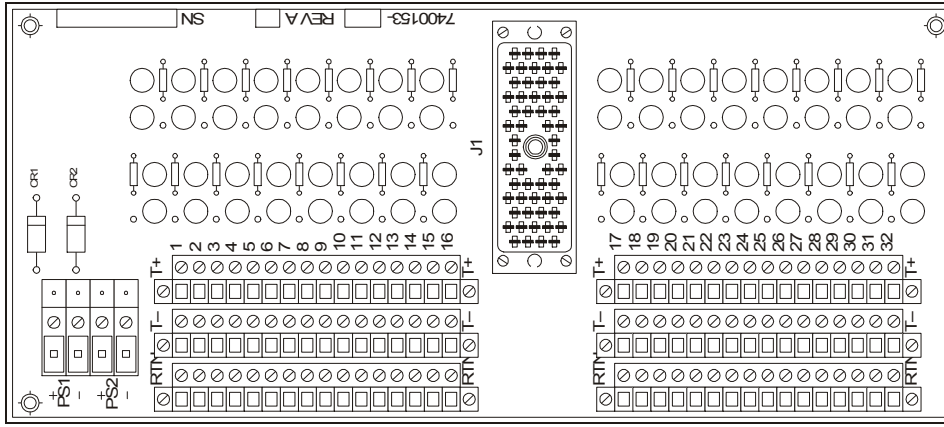 7400153-  REV A  SN
J1
CR1 CR2
1 2 3 4 5 6 7 8 9 10 11 12 13 14 15 16
17 18 19 20 21 22 23 24 25 26 27 28 29 30 31 32
T+ T+ T+ T+
T− T− T− T−
RTN RTN RTN RTN
+ − + −
PS1 PS2